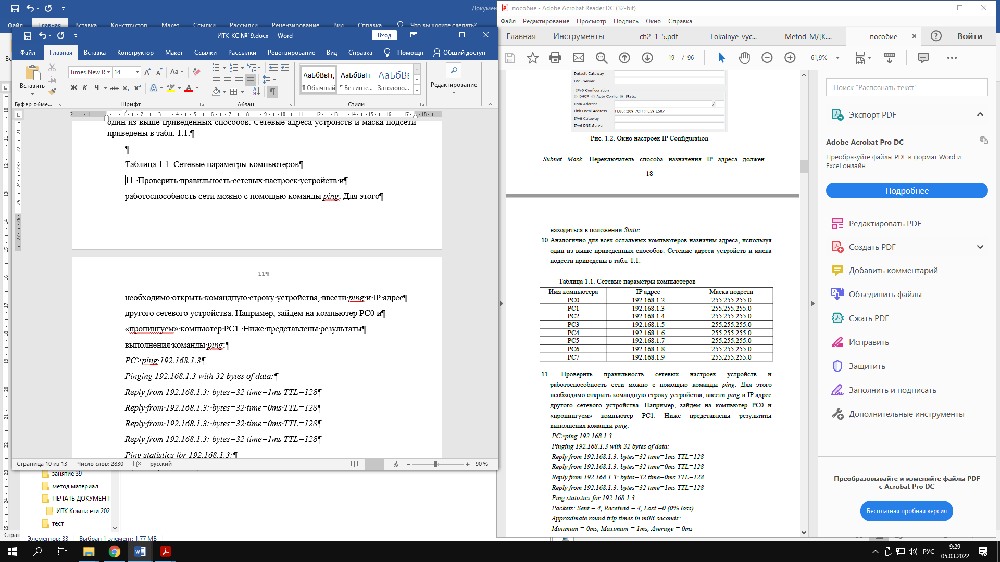 Докумен
Файл Главная Вставка Конструктор Макет Ссылки Рассылки Рецензирование Вид Справка Что вы хотите сделать?
ИТК_КС №19.docx - Word
Вход
Файл Главная Вставка Конструктор Макет Ссылки Рассылки Рецензирование Вид Справка Помощн Общий доступ
Вставить
Times New R 14
Aa
Ж К Ч abc x₂ x²
АаБбВвГг, АаБбВвГг, АаБбВвГ
¶ Обычный ¶ Без инте... Заголово...
Редактирование
Буфер обме... Шрифт Абзац Стили
один из выше приведенных способов. Сетевые адреса устройств и маска подсети
приведены в табл. 1.1.¶
¶
Таблица 1.1. Сетевые параметры компьютеров¶
11. Проверить правильность сетевых настроек устройств и¶
работоспособность сети можно с помощью команды ping. Для этого¶
11¶
необходимо открыть командную строку устройства, ввести ping и IP адрес¶
другого сетевого устройства. Например, зайдем на компьютер PC0 и¶
«пропингуем» компьютер PC1. Ниже представлены результаты¶
выполнения команды ping:¶
PC>ping 192.168.1.3¶
Pinging 192.168.1.3 with 32 bytes of data:¶
Reply from 192.168.1.3: bytes=32 time=1ms TTL=128¶
Reply from 192.168.1.3: bytes=32 time=0ms TTL=128¶
Reply from 192.168.1.3: bytes=32 time=0ms TTL=128¶
Reply from 192.168.1.3: bytes=32 time=1ms TTL=128¶
Ping statistics for 192.168.1.3:¶
Страница 10 из 13 Число слов: 2830 русский 90 %
занятие 39
метод материал
ПЕЧАТЬ ДОКУМЕНТ
ИТК Комп.сети 202
тест
Стран
Элементов: 33 Выбран 1 элемент: 1,77 МБ
пособие - Adobe Acrobat Reader DC (32-bit)
Файл Редактирование Просмотр Подпись Окно Справка
Главная Инструменты ch2_1_5.pdf Lokalnye_vyc... Metod_МДК.... пособие × Войти
19 / 96 61,9%
Default Gateway
DNS Server
IPv6 Configuration
DHCP Auto Config Static
IPv6 Address /
Link Local Address FE80::209:7CFF:FE59:E507
IPv6 Gateway
IPv6 DNS Server
Рис. 1.2. Окно настроек IP Configuration
Subnet Mask. Переключатель способа назначения IP адреса должен
18
находиться в положении Static.
10. Аналогично для всех остальных компьютеров назначим адреса, используя
один из выше приведенных способов. Сетевые адреса устройств и маска
подсети приведены в табл. 1.1.
Таблица 1.1. Сетевые параметры компьютеров
Имя компьютера IP адрес Маска подсети
PC0 192.168.1.2 255.255.255.0
PC1 192.168.1.3 255.255.255.0
PC2 192.168.1.4 255.255.255.0
PC3 192.168.1.5 255.255.255.0
PC4 192.168.1.6 255.255.255.0
PC5 192.168.1.7 255.255.255.0
PC6 192.168.1.8 255.255.255.0
PC7 192.168.1.9 255.255.255.0
11. Проверить правильность сетевых настроек устройств и
работоспособность сети можно с помощью команды ping. Для этого
необходимо открыть командную строку устройства, ввести ping и IP адрес
другого сетевого устройства. Например, зайдем на компьютер PC0 и
«пропингуем» компьютер PC1. Ниже представлены результаты
выполнения команды ping:
PC>ping 192.168.1.3
Pinging 192.168.1.3 with 32 bytes of data:
Reply from 192.168.1.3: bytes=32 time=1ms TTL=128
Reply from 192.168.1.3: bytes=32 time=0ms TTL=128
Reply from 192.168.1.3: bytes=32 time=0ms TTL=128
Reply from 192.168.1.3: bytes=32 time=1ms TTL=128
Ping statistics for 192.168.1.3:
Packets: Sent = 4, Received = 4, Lost =0 (0% loss)
Approximate round trip times in milli-seconds:
Minimum = 0ms, Maximum = 1ms, Average = 0ms
Поиск "Распознать текст"
Экспорт PDF
Adobe Acrobat Pro DC
Преобразуйте файлы PDF в формат Word и
Excel онлайн
Подробнее
Редактировать PDF
Создать PDF
Добавить комментарий
Объединить файлы
Сжать PDF
Исправить
Защитить
Заполнить и подписать
Дополнительные инструменты
Преобразовывайте и изменяйте файлы PDF
с Acrobat Pro DC
Бесплатная пробная версия
РУС
9:29
05.03.2022